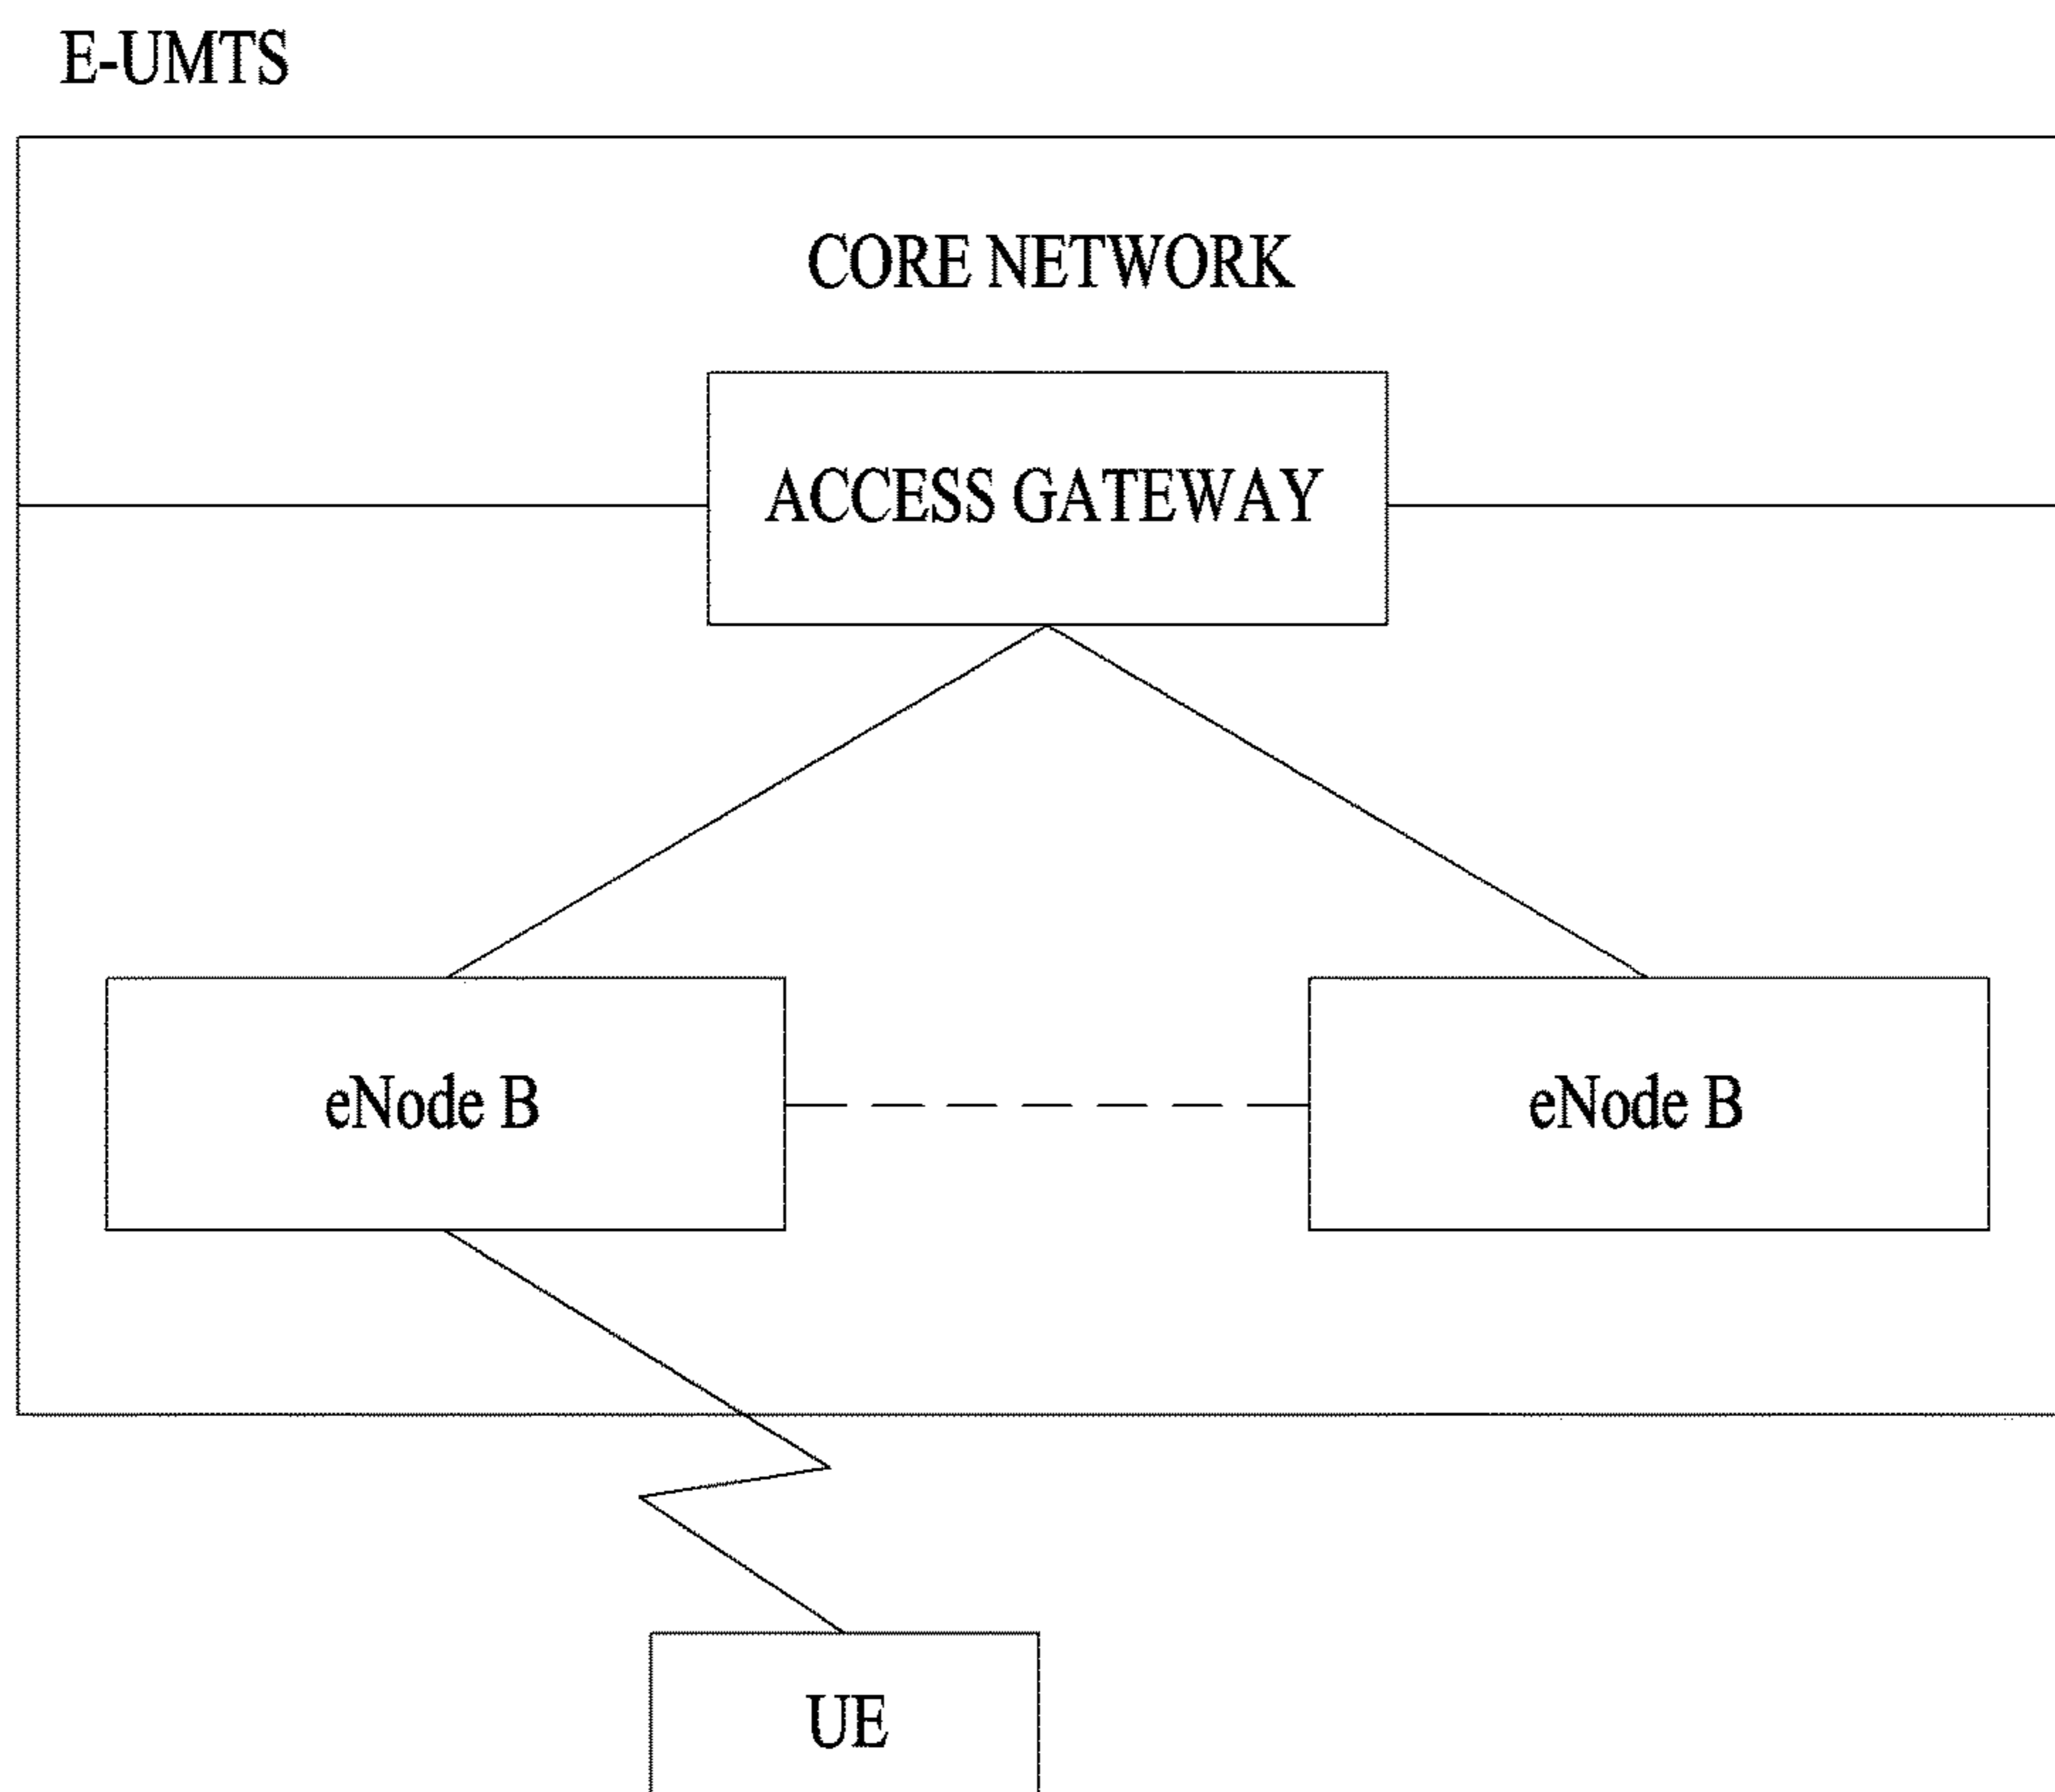 E-UMTS
CORE NETWORK
ACCESS GATEWAY
eNode B
eNode B
UE